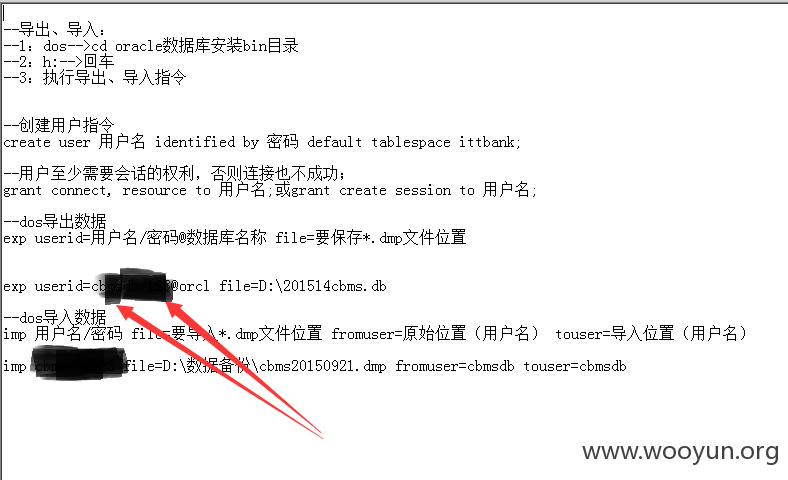 --导出、导入：
--1：dos-->cd oracle数据库安装bin目录
--2：h:-->回车
--3：执行导出、导入指令
--创建用户指令
create user 用户名 identified by 密码 default tablespace ittbank;
--用户至少需要会话的权利，否则连接也不成功；
grant connect, resource to 用户名;或grant create session to 用户名;
--dos导出数据
exp userid=用户名/密码@数据库名称 file=要保存*.dmp文件位置
exp userid= @orcl file=D:\201514cbms.db
--dos导入数据
imp 用户名/密码 file=要导入*.dmp文件位置 fromuser=原始位置（用户名） touser=导入位置（用户名）
imp file=D:\数据备份\cbms20150921.dmp fromuser=cbmsdb touser=cbmsdb
www.wooyun.org